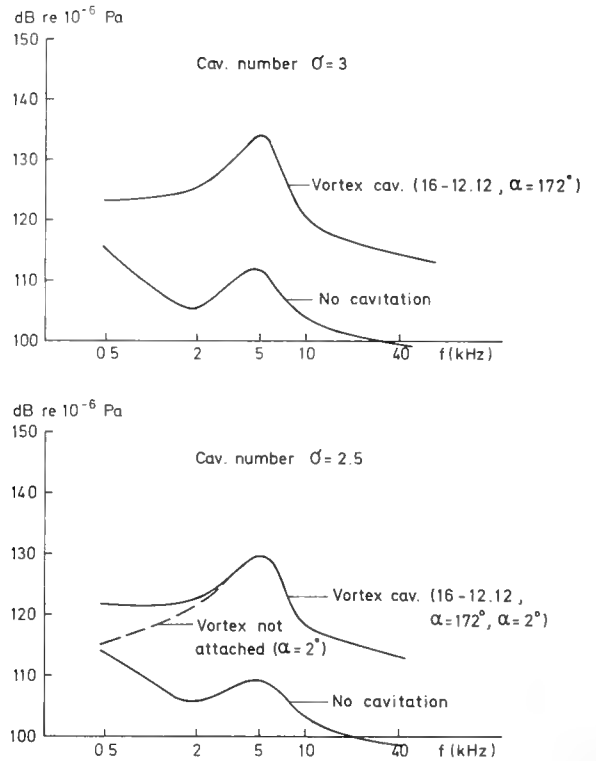 dB re 10⁻⁶ Pa
150
Cav. number σ = 3
140
130
Vortex cav. (16-12.12, α = 172°)
120
110
No cavitation
100
0 5 2 5 10 40 f(kHz)
dB re 10⁻⁶ Pa
150
Cav. number σ = 2.5
140
130
Vortex cav. (16-12.12,
α=172°, α=2°)
120
Vortex not
attached (α=2°)
110
No cavitation
100
0 5 2 5 10 40 f(kHz)